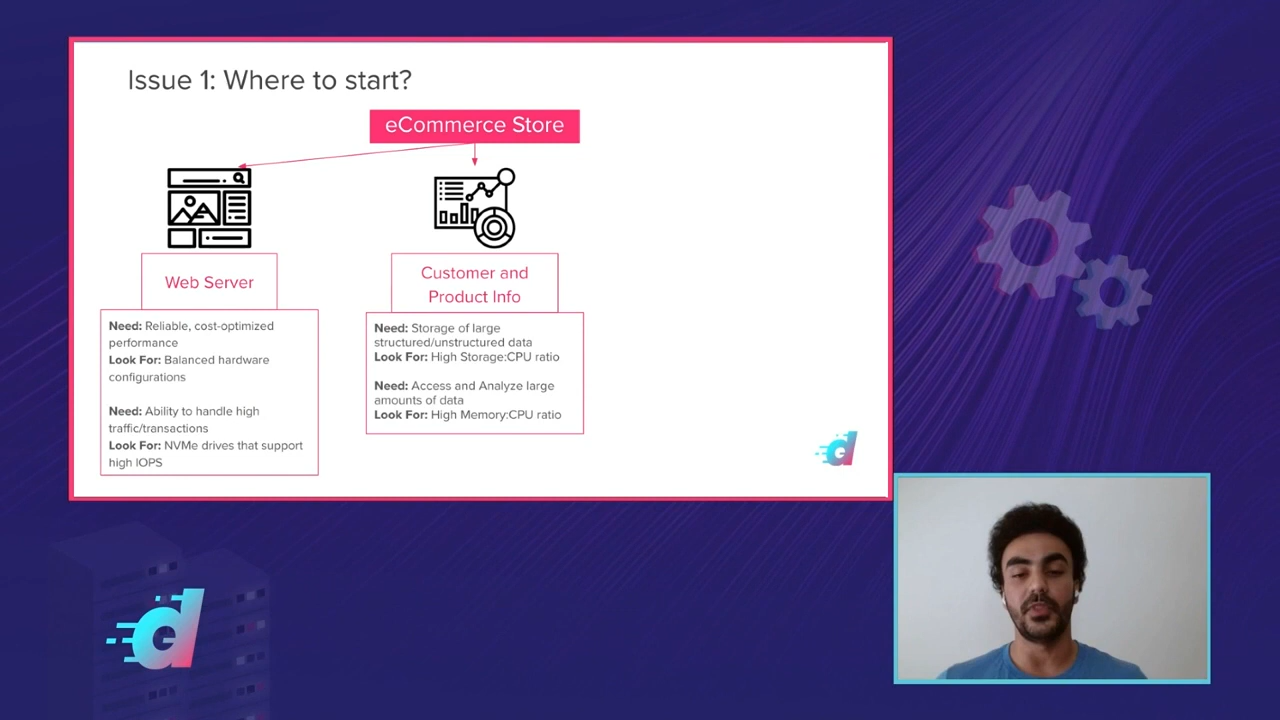 Issue 1: Where to start?
eCommerce Store
Web Server
Need: Reliable, cost-optimized
performance
Look For: Balanced hardware
configurations
Need: Ability to handle high
traffic/transactions
Look For: NVMe drives that support
high IOPS
Customer and
Product Info
Need: Storage of large
structured/unstructured data
Look For: High Storage:CPU ratio
Need: Access and Analyze large
amounts of data
Look For: High Memory:CPU ratio
d
d